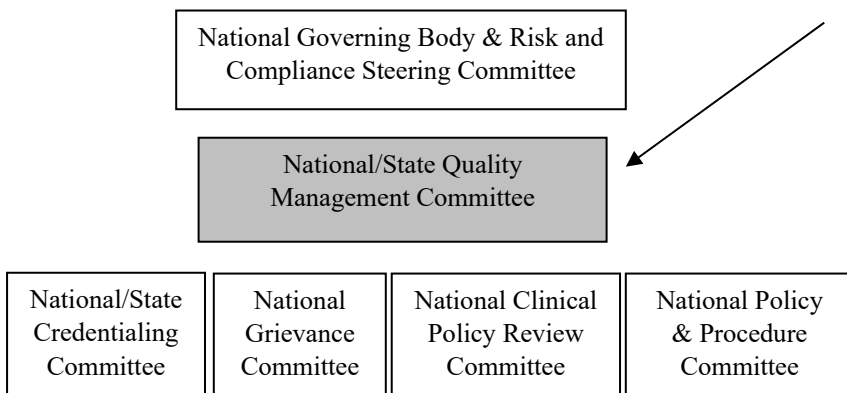 National Governing Body & Risk and
Compliance Steering Committee
National/State Quality
Management Committee
National/State
Credentialing
Committee
National
Grievance
Committee
National Clinical
Policy Review
Committee
National Policy
& Procedure
Committee